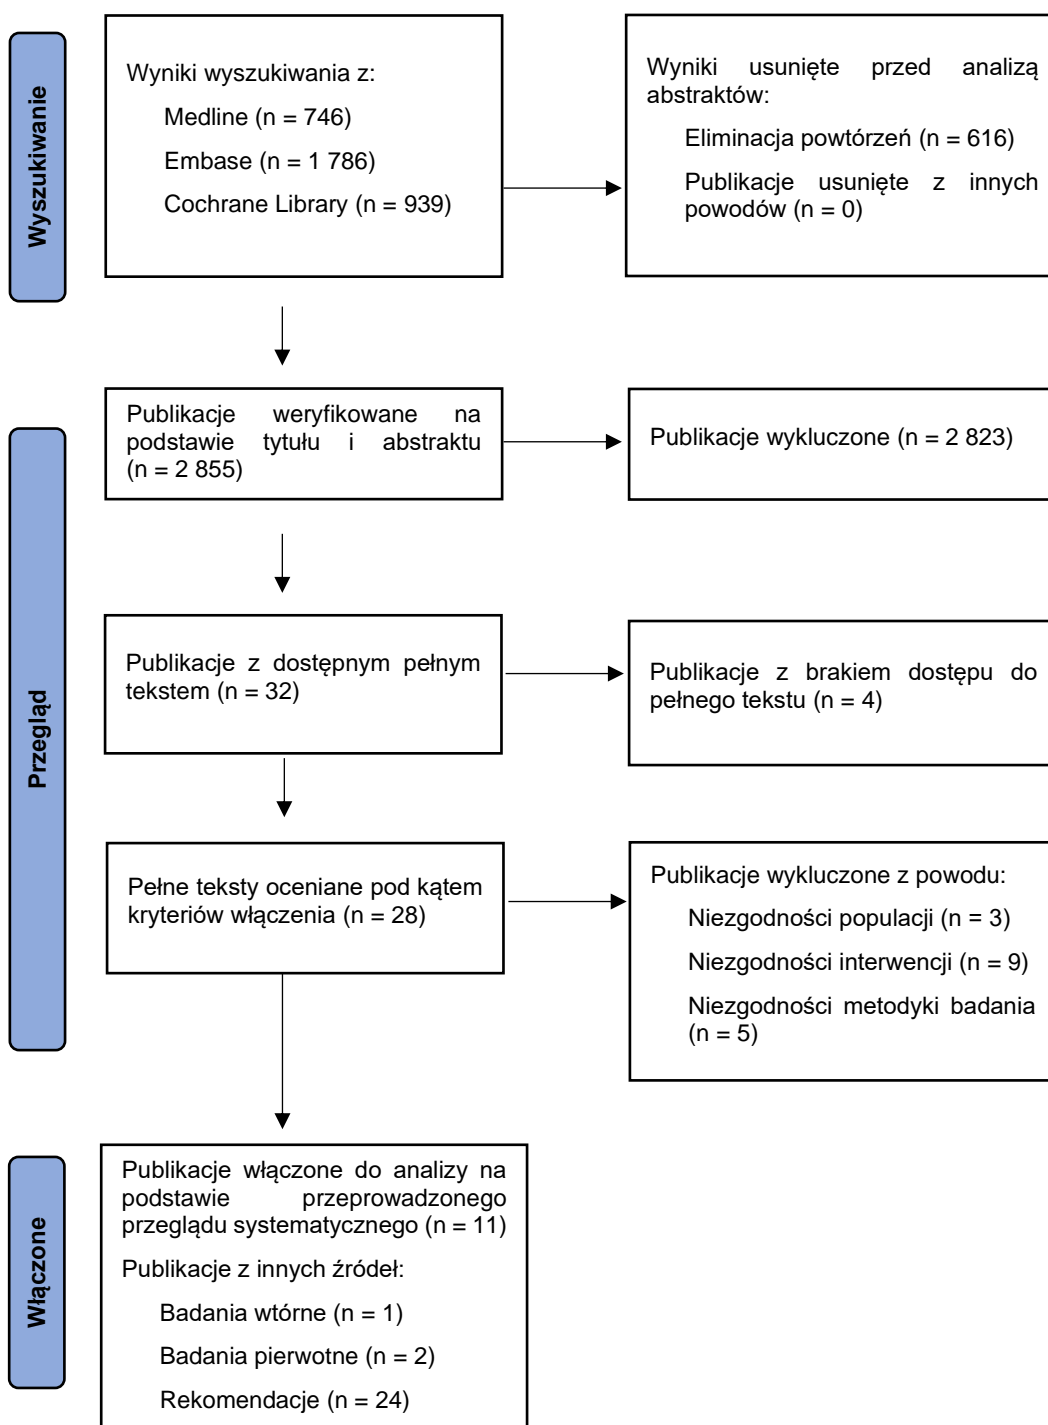 Wyszukiwanie
Wyniki wyszukiwania z:
Medline (n = 746)
Embase (n = 1 786)
Cochrane Library (n = 939)
Wyniki usunięte przed analizą
abstraktów:
Eliminacja powtórzeń (n = 616)
Publikacje usunięte z innych
powodów (n = 0)
Przegląd
Publikacje weryfikowane na
podstawie tytułu i abstraktu
(n = 2 855)
Publikacje wykluczone (n = 2 823)
Publikacje z dostępnym pełnym
tekstem (n = 32)
Publikacje z brakiem dostępu do
pełnego tekstu (n = 4)
Pełne teksty oceniane pod kątem
kryteriów włączenia (n = 28)
Publikacje wykluczone z powodu:
Niezgodności populacji (n = 3)
Niezgodności interwencji (n = 9)
Niezgodności metodyki badania
(n = 5)
Włączone
Publikacje włączone do analizy na
podstawie przeprowadzonego
przeglądu systematycznego (n = 11)
Publikacje z innych źródeł:
Badania wtórne (n = 1)
Badania pierwotne (n = 2)
Rekomendacje (n = 24)